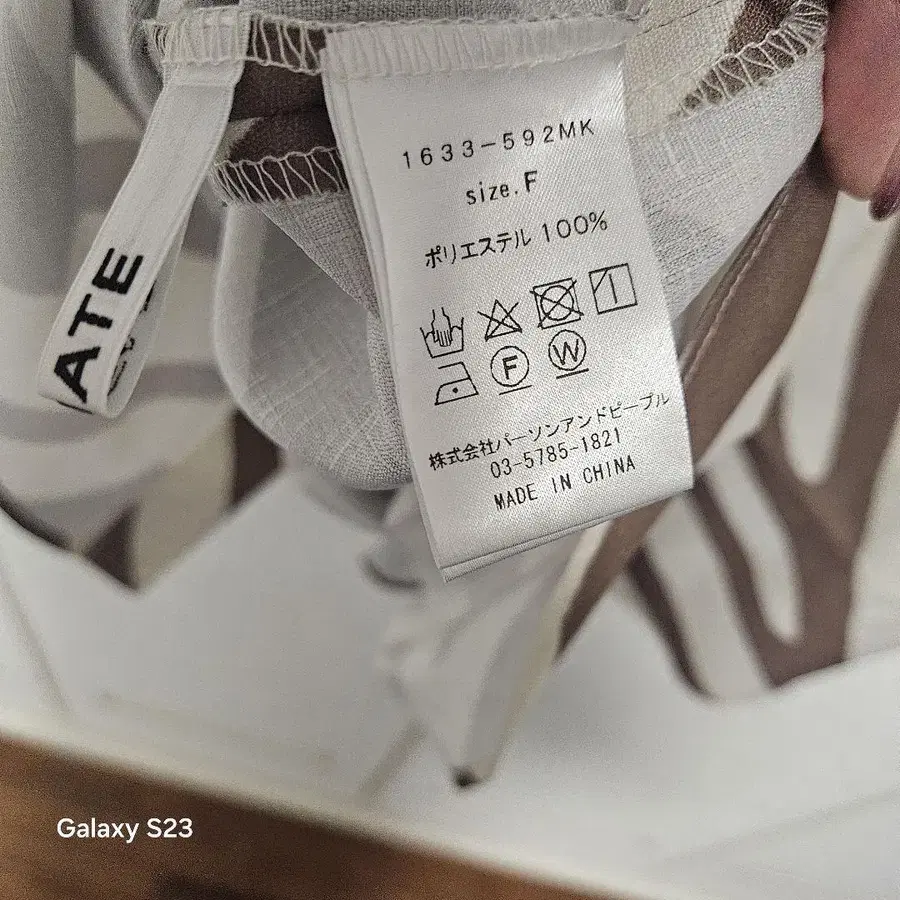 1633-592MK
size.F
ポリエステル 100%
F W
株式会社パーソンアンドピープル
03-5785-1821
MADE IN CHINA
ATE
Galaxy S23